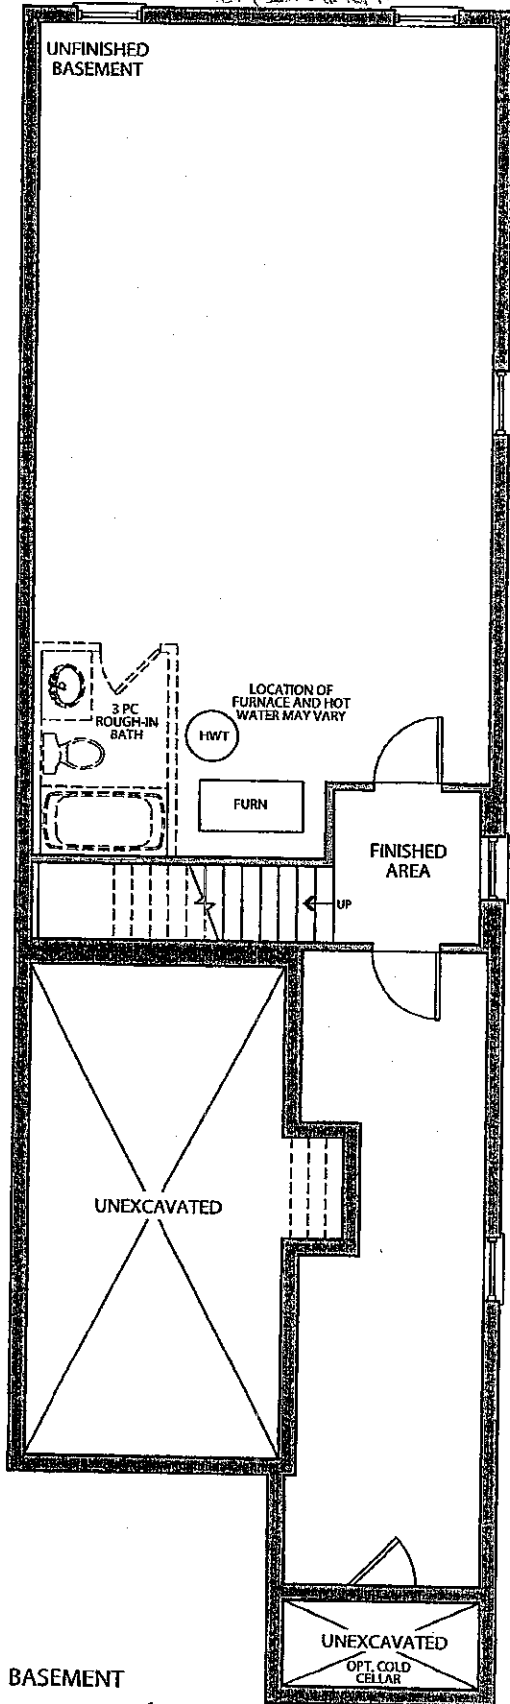 UNFINISHED
BASEMENT
3 PC
ROUGH-IN
BATH
LOCATION OF
FURNACE AND HOT
WATER MAY VARY
HWT
FURN
FINISHED
AREA
UP
UNEXCAVATED
UNEXCAVATED
OPT. COLD
CELLAR
BASEMENT